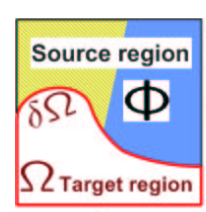 Source region
Φ
δΩ
Ω Target region